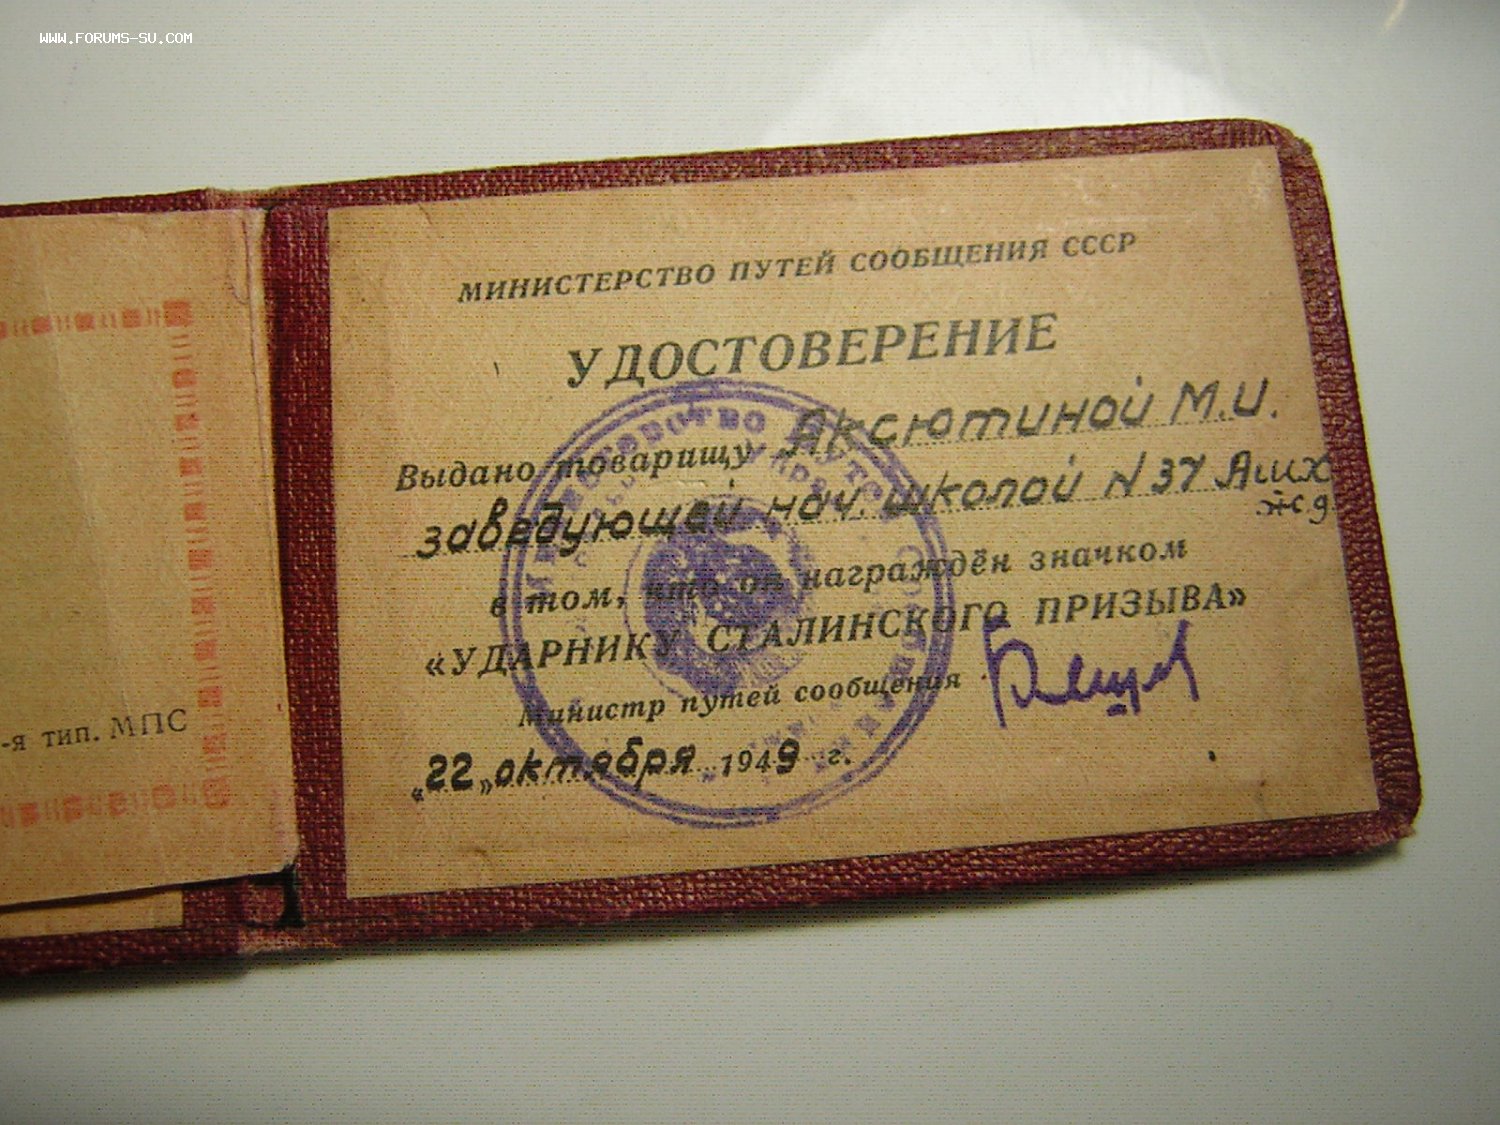 WWW.FORUMS-SU.COM
МИНИСТЕРСТВО ПУТЕЙ СООБЩЕНИЯ СССР
УДОСТОВЕРЕНИЕ
Выдано товарищу Аксютиной М.И.
заведующей нач. школой N 37 Ашх
ж д
в том, что он награждён значком
«УДАРНИКУ СТАЛИНСКОГО ПРИЗЫВА»
Министр путей сообщения
«22» октября 1949 г.
-я тип. МПС